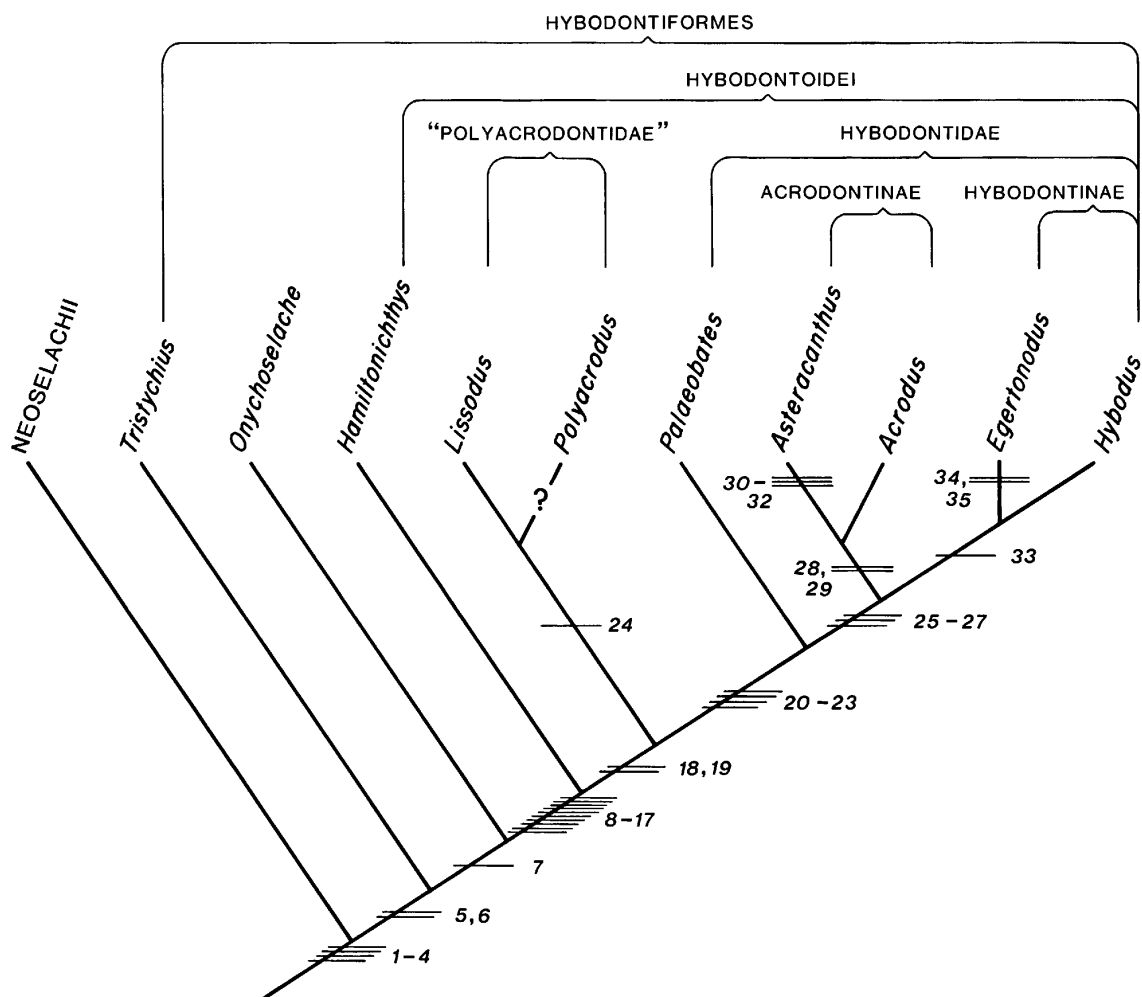 HYBODONTIFORMES
HYBODONTOIDEI
“POLYACRODONTIDAE”
HYBODONTIDAE
ACRODONTINAE
HYBODONTINAE
NEOSELACHII
Tristychius
Onychoselache
Hamiltonichthys
Lissodus
Polyacrodus
Palaeobates
Asteracanthus
Acrodus
Egertonodus
Hybodus
?
30–
32
34,
35
33
28,
29
25–27
24
20–23
18,19
8–17
7
5,6
1–4